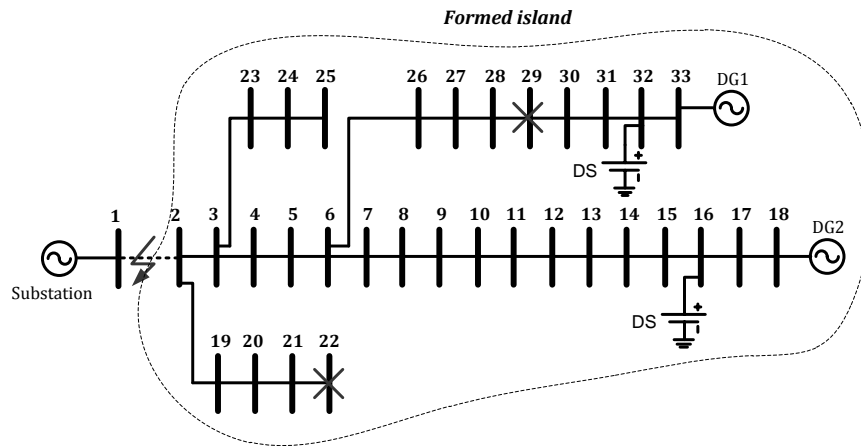 Formed island
23 24 25 26 27 28 29 30 31 32 33 DG1
DS
1 2 3 4 5 6 7 8 9 10 11 12 13 14 15 16 17 18 DG2
Substation
DS
19 20 21 22